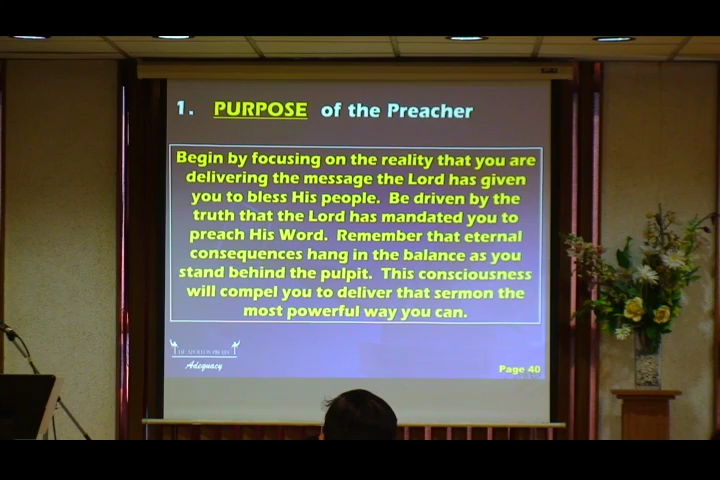 1. PURPOSE of the Preacher
Begin by focusing on the reality that you are
delivering the message the Lord has given
you to bless His people. Be driven by the
truth that the Lord has mandated you to
preach His Word. Remember that eternal
consequences hang in the balance as you
stand behind the pulpit. This consciousness
will compel you to deliver that sermon the
most powerful way you can.
Adequacy
Page 40